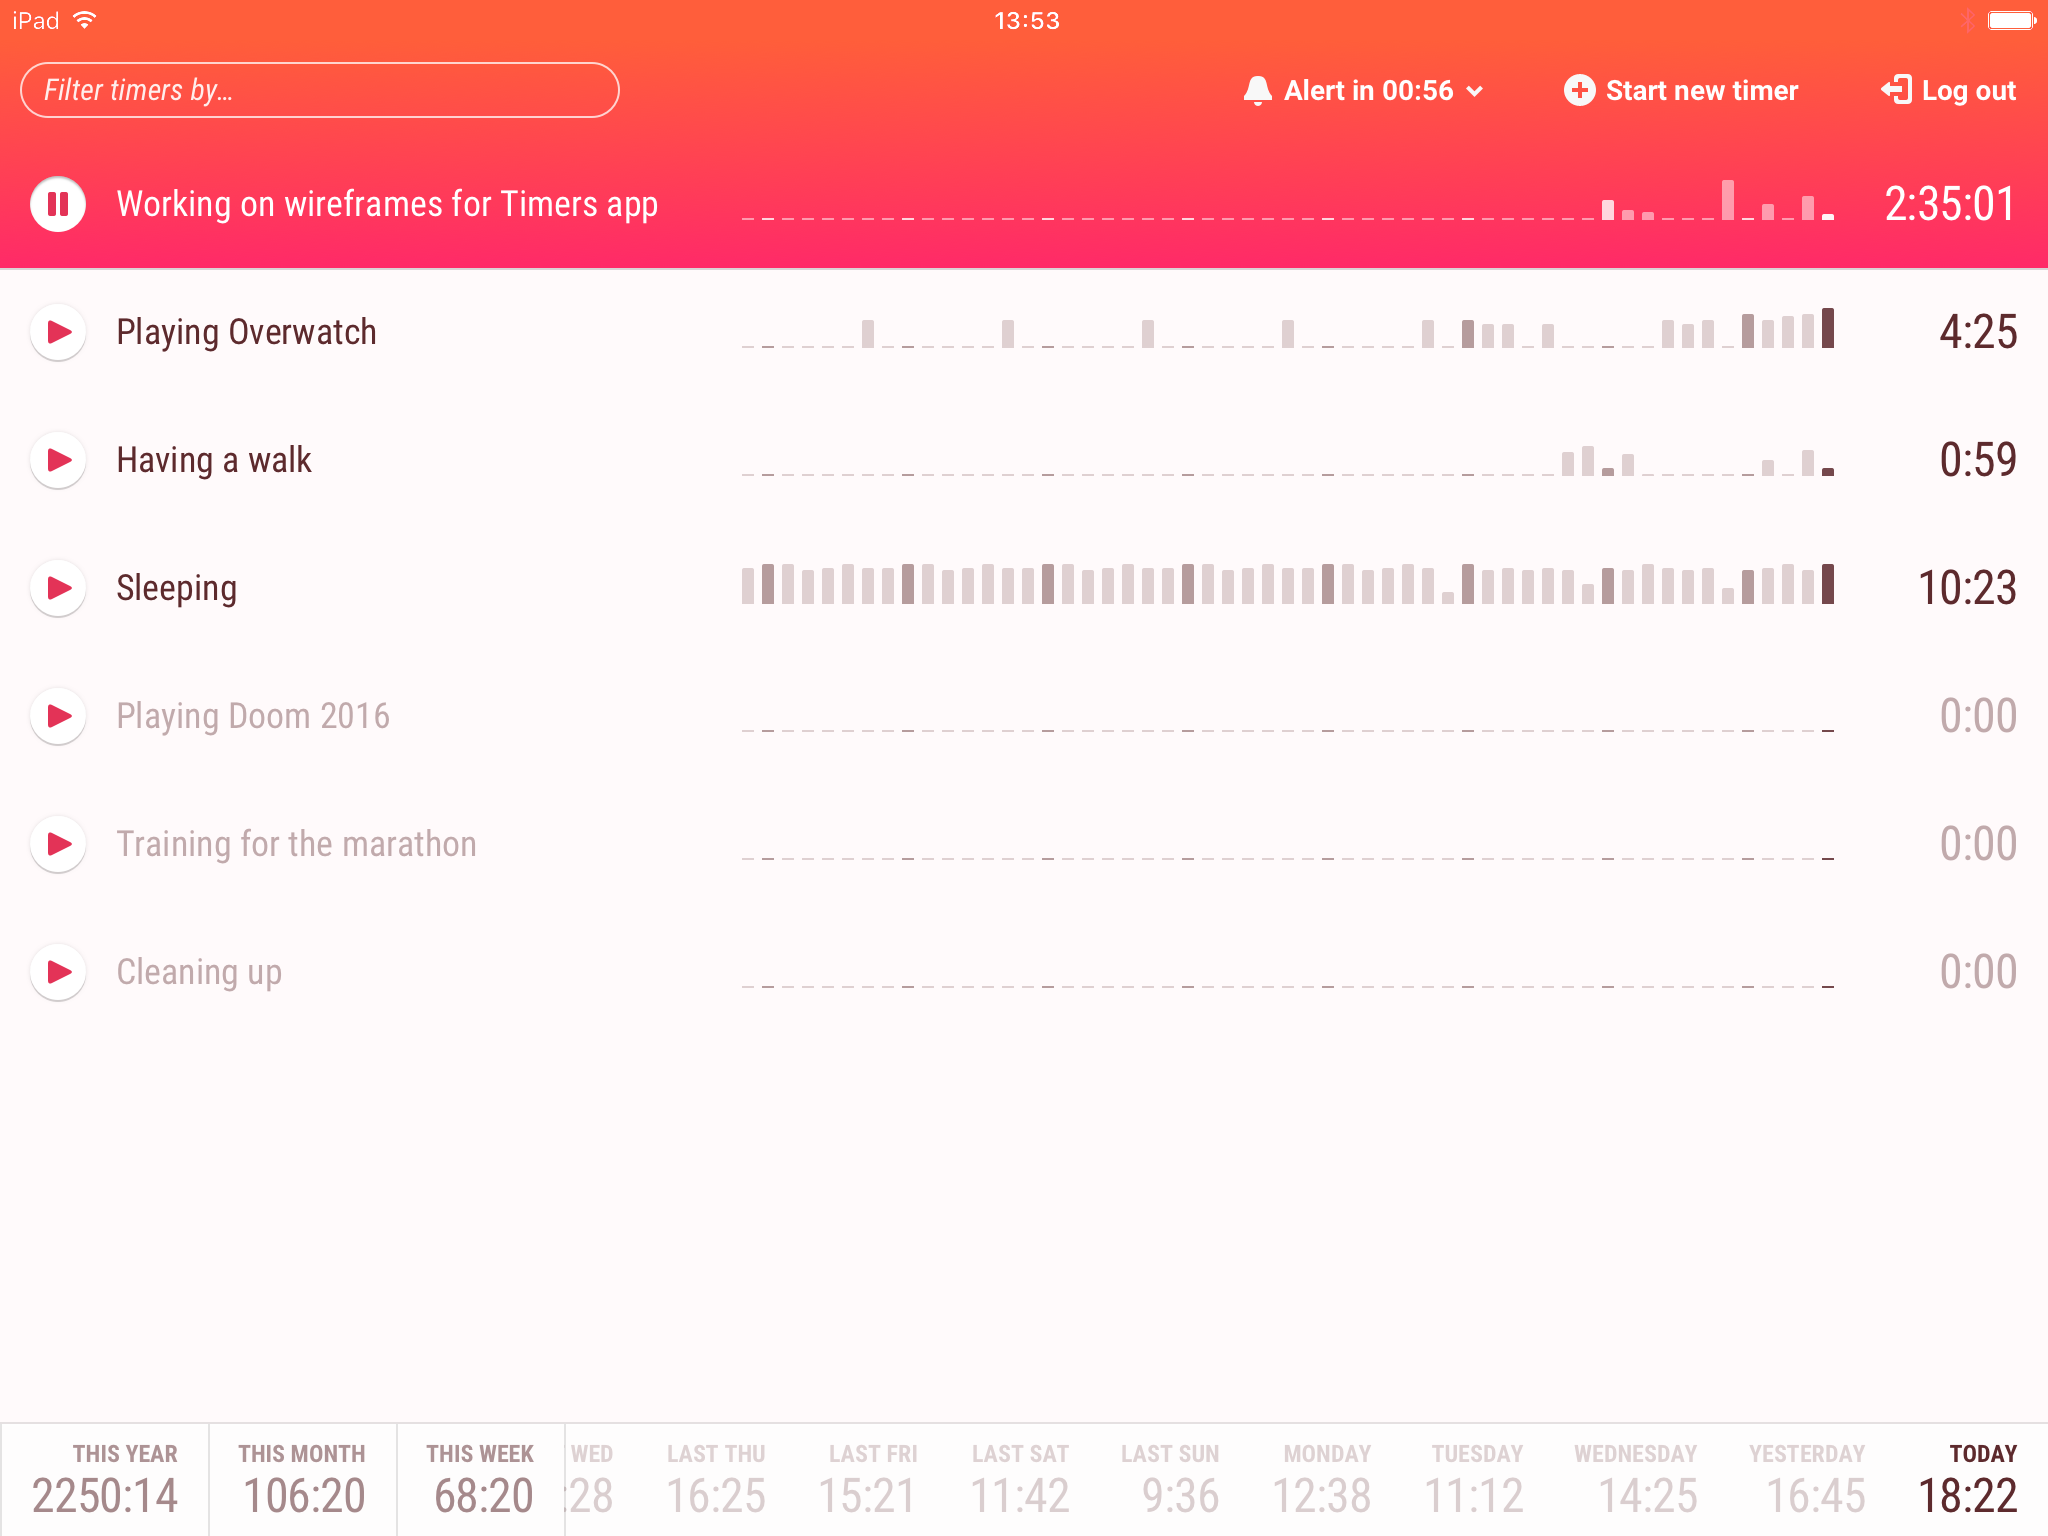 iPad 13:53
Filter timers by... Alert in 00:56 Start new timer Log out
Working on wireframes for Timers app 2:35:01
Playing Overwatch 4:25
Having a walk 0:59
Sleeping 10:23
Playing Doom 2016 0:00
Training for the marathon 0:00
Cleaning up 0:00
THIS YEAR THIS MONTH THIS WEEK WED LAST THU LAST FRI LAST SAT LAST SUN MONDAY TUESDAY WEDNESDAY YESTERDAY TODAY
2250:14 106:20 68:20 :28 16:25 15:21 11:42 9:36 12:38 11:12 14:25 16:45 18:22